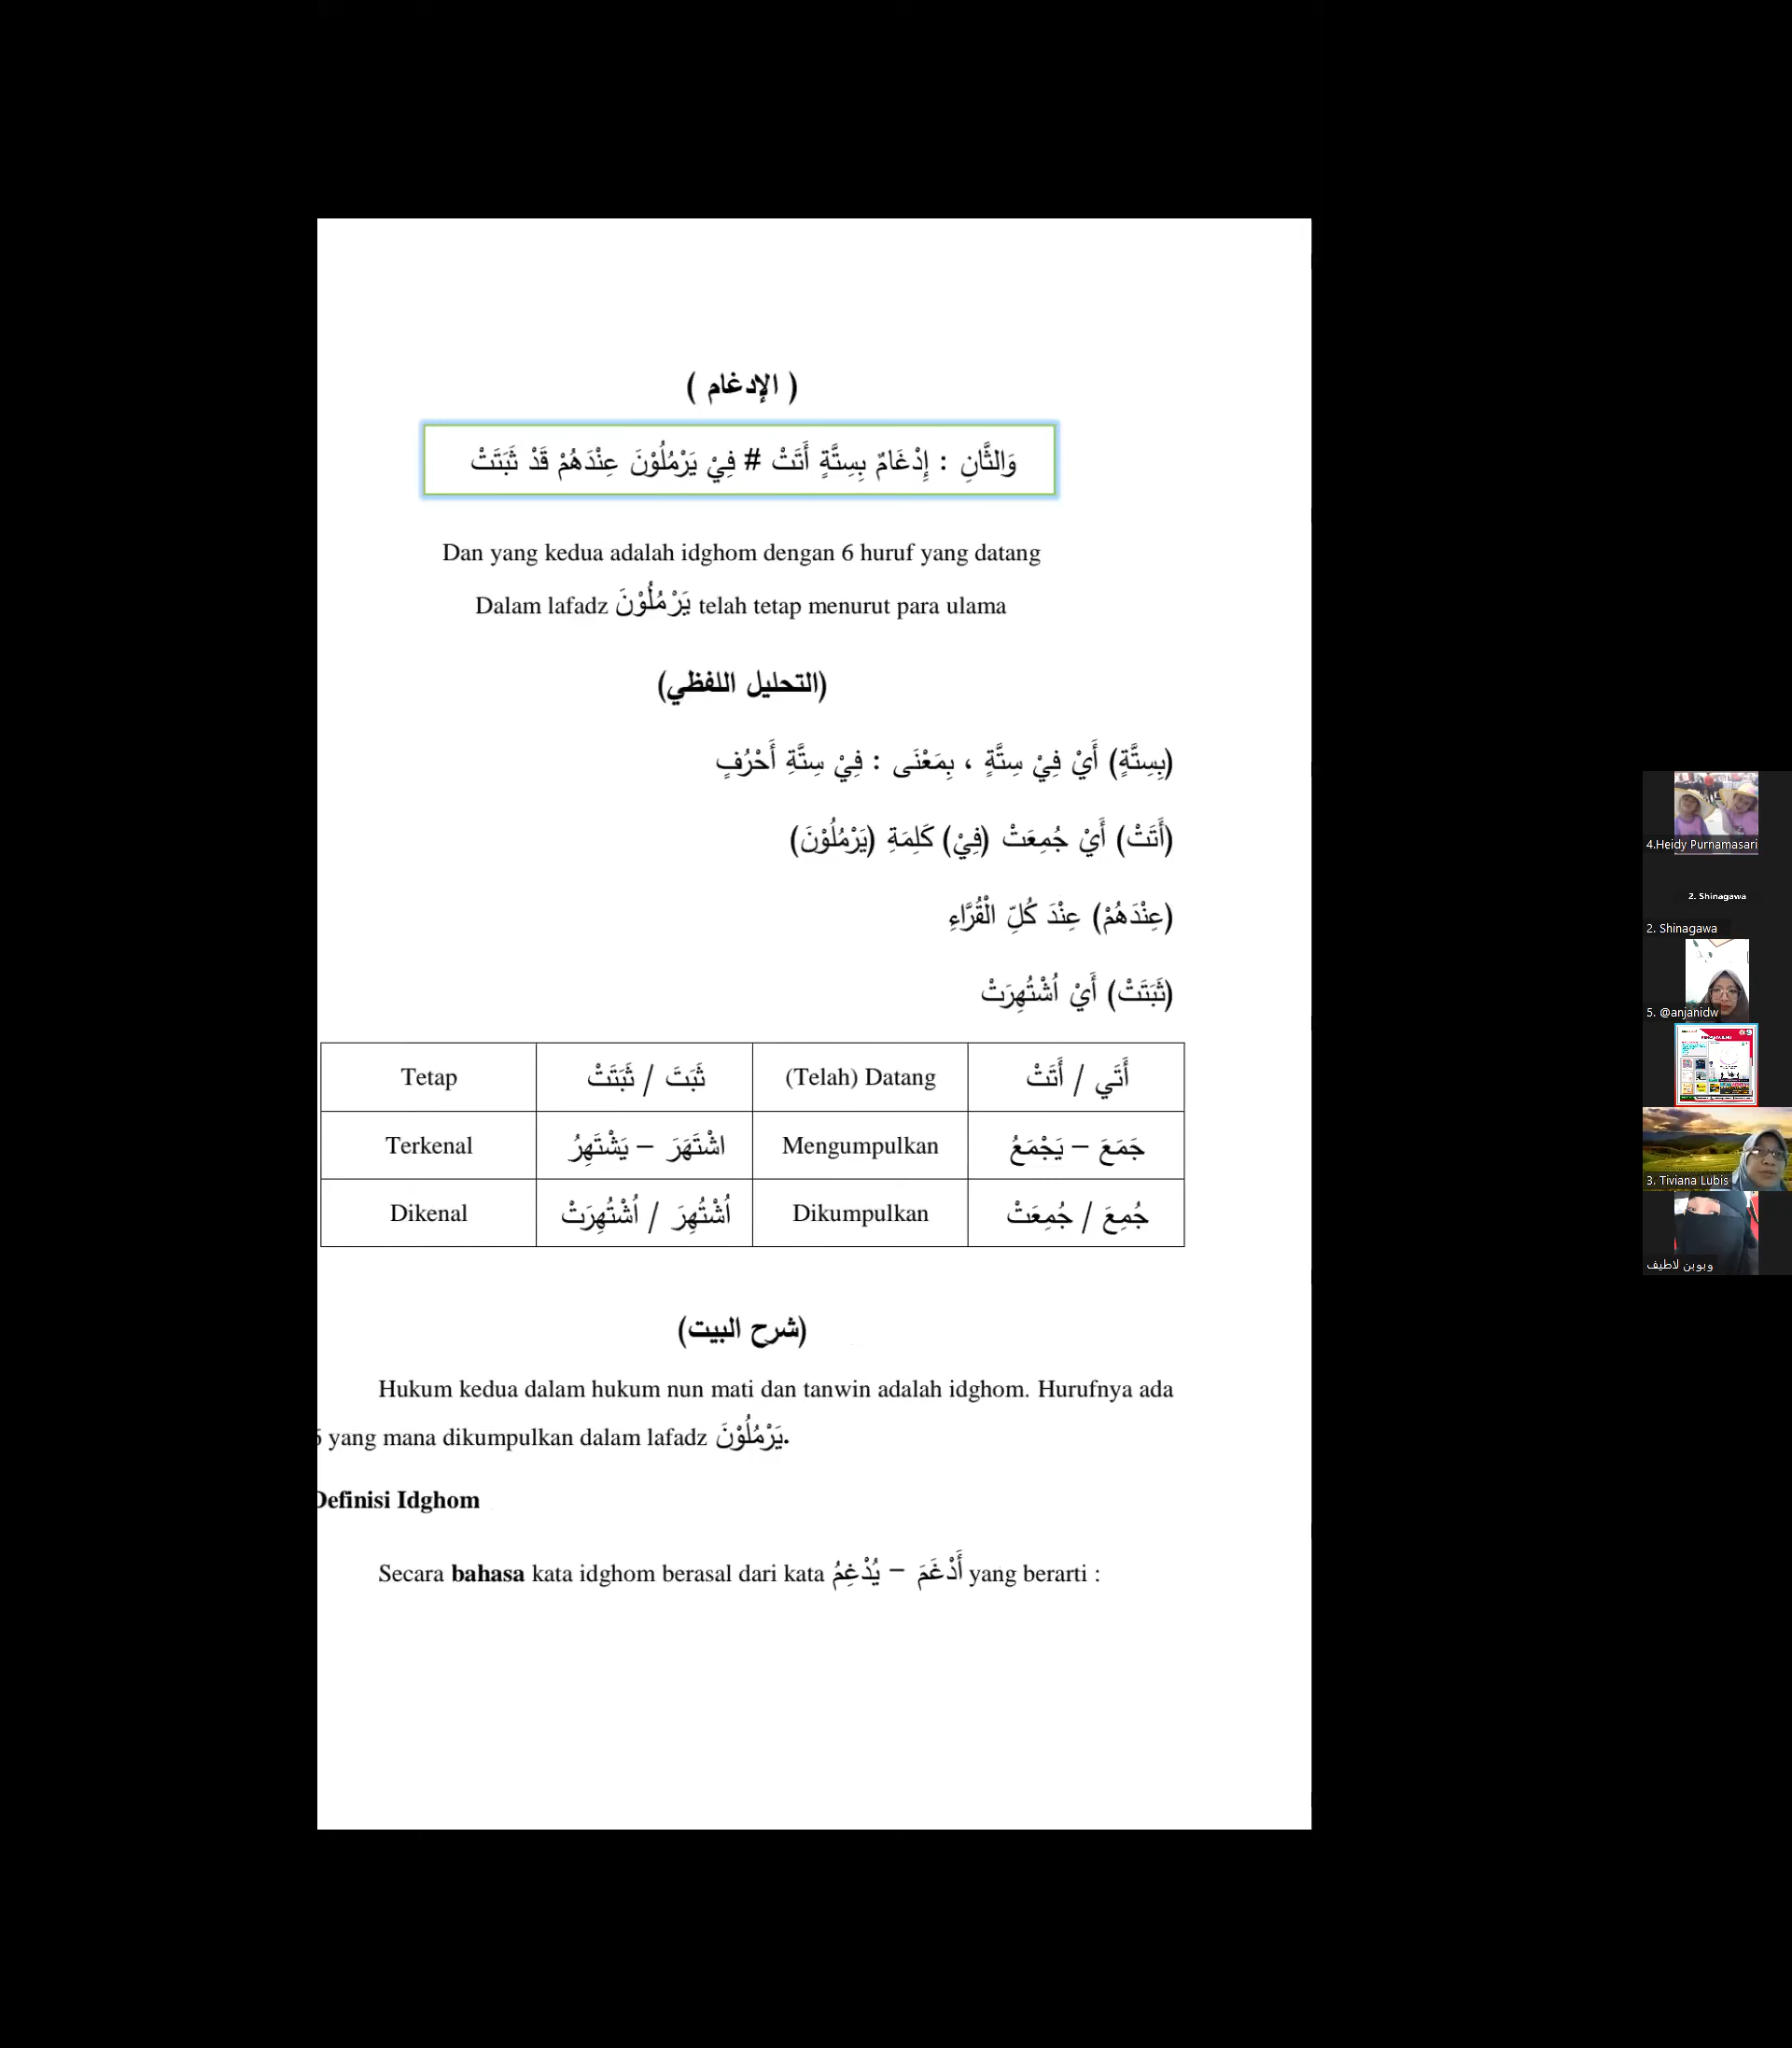 ( الإدغام )
وَالثَّانِ : إِدْغَامٌ بِسِتَّةٍ أَتَتْ # فِيْ يَرْمُلُوْنَ عِنْدَهُمْ قَدْ ثَبَتَتْ
Dan yang kedua adalah idghom dengan 6 huruf yang datang
Dalam lafadz يَرْمُلُوْنَ telah tetap menurut para ulama
(التحليل اللفظي)
(بِسِتَّةٍ) أَيْ فِيْ سِتَّةٍ ، بِمَعْنَى : فِيْ سِتَّةِ أَحْرُفٍ
(أَتَتْ) أَيْ جُمِعَتْ (فِيْ) كَلِمَةِ (يَرْمُلُوْنَ)
(عِنْدَهُمْ) عِنْدَ كُلِّ الْقُرَّاءِ
(ثَبَتَتْ) أَيْ اُشْتُهِرَتْ
Tetap ثَبَتَ / ثَبَتَتْ (Telah) Datang أَتَي / أَتَتْ
Terkenal اشْتَهَرَ – يَشْتَهِرُ Mengumpulkan جَمَعَ – يَجْمَعُ
Dikenal اُشْتُهِرَ / اُشْتُهِرَتْ Dikumpulkan جُمِعَ / جُمِعَتْ
(شرح البيت)
Hukum kedua dalam hukum nun mati dan tanwin adalah idghom. Hurufnya ada
6 yang mana dikumpulkan dalam lafadz يَرْمُلُوْنَ.
Definisi Idghom
Secara bahasa kata idghom berasal dari kata أَدْغَمَ – يُدْغِمُ yang berarti :
4.Heidy Purnamasari
2. Shinagawa
2. Shinagawa
5. @anjanidw
3. Tiviana Lubis
وبوبن لاطيف